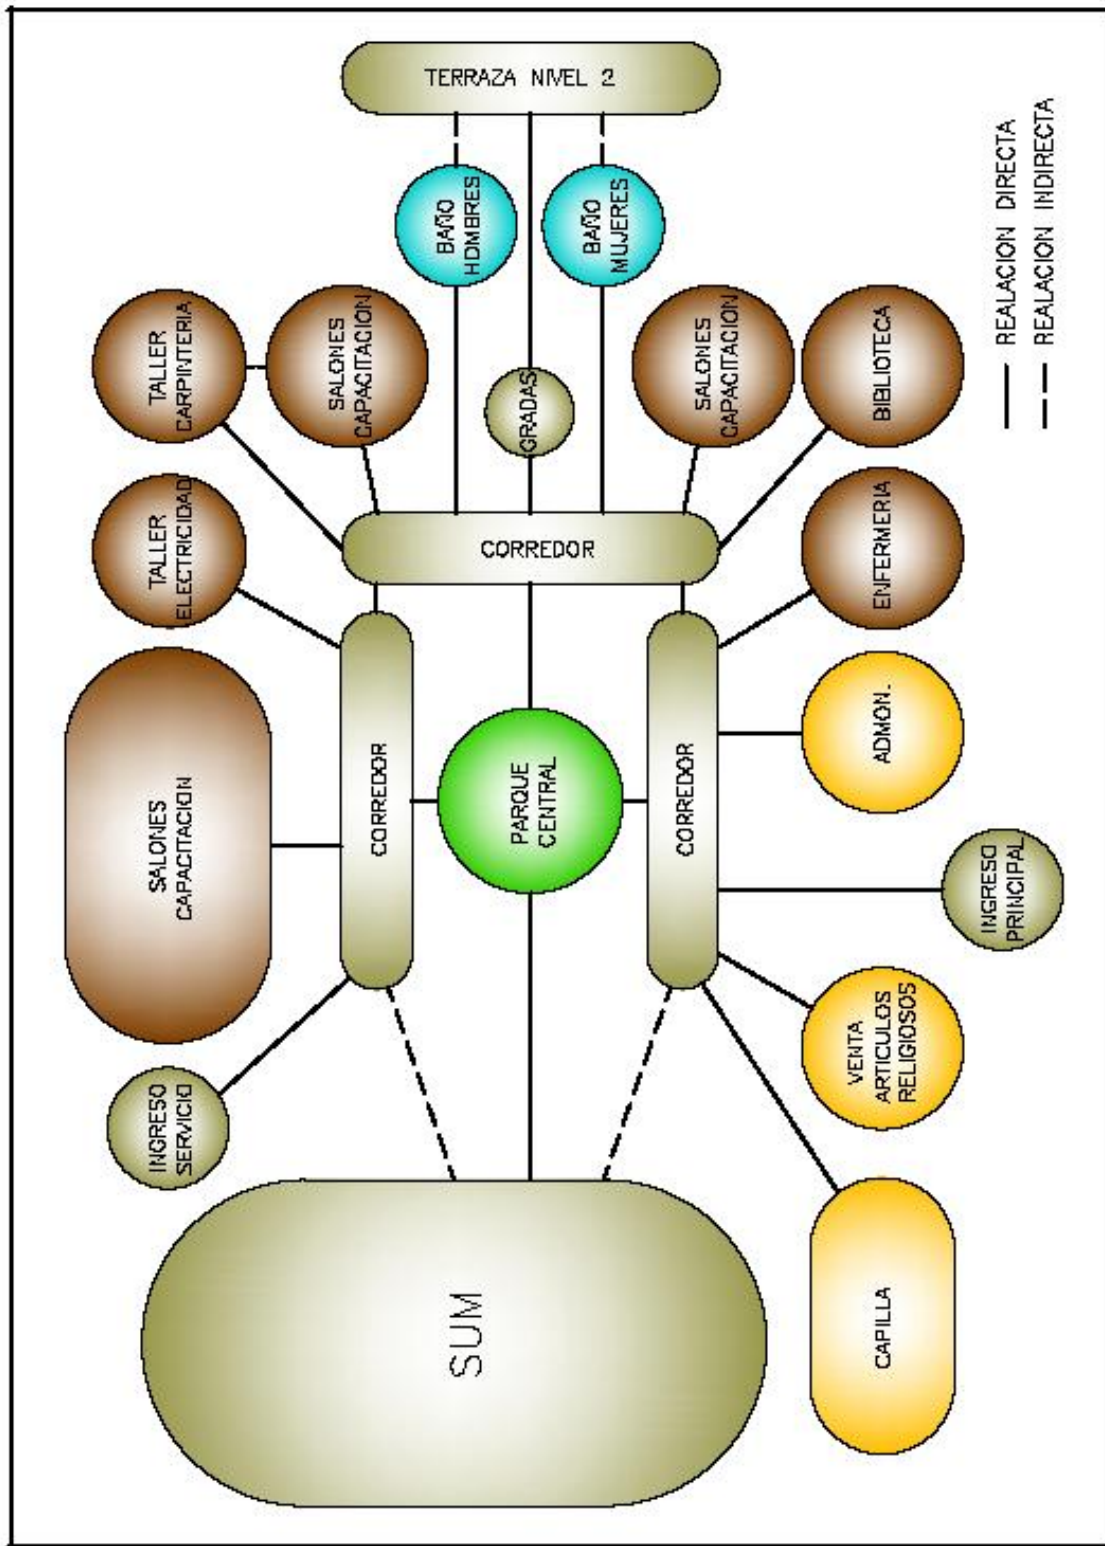 TERRAZA NIVEL 2
BAÑO
HOMBRES
BAÑO
MUJERES
TALLER
CARPINTERIA
SALONES
CAPACITACION
GRADAS
SALONES
CAPACITACION
BIBLIOTECA
TALLER
ELECTRICIDAD
CORREDOR
ENFERMERIA
SALONES
CAPACITACION
CORREDOR
PARQUE
CENTRAL
CORREDOR
ADMON.
INGRESO
PRINCIPAL
INGRESO
SERVICIO
VENTA
ARTICULOS
RELIGIOSOS
SUM
CAPILLA
REALACION DIRECTA
REALACION INDIRECTA